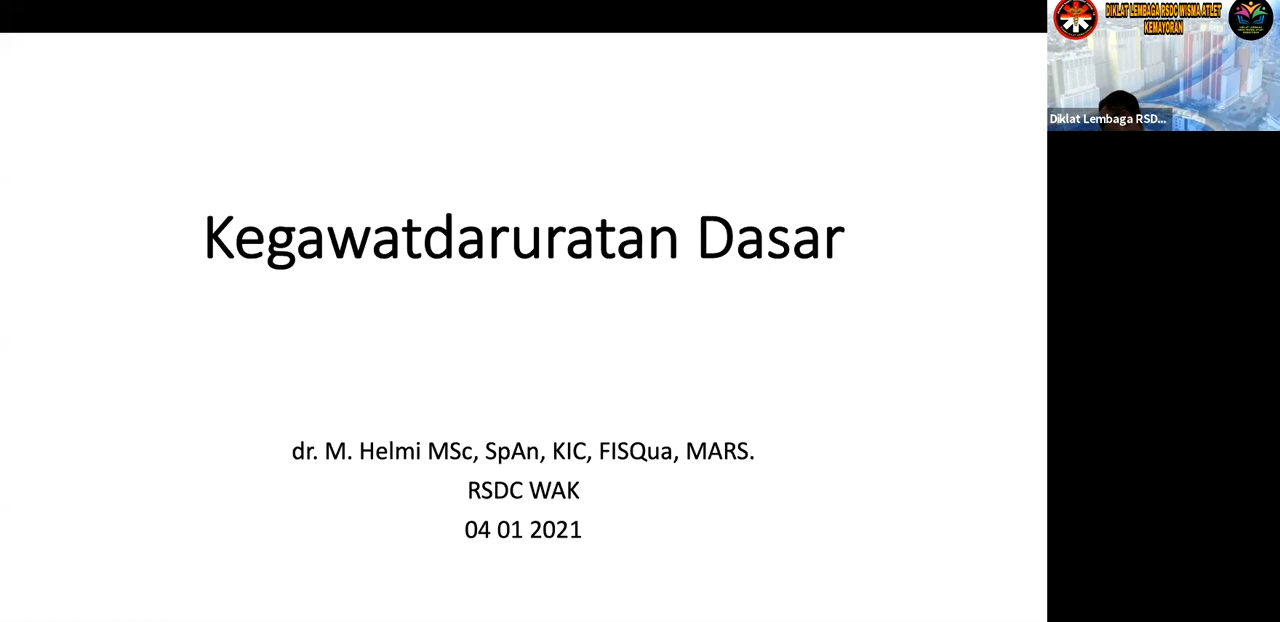 DIKLAT LEMBAGA RSDC WISMA ATLET
KEMAYORAN
Diklat Lembaga RSD...
Kegawatdaruratan Dasar
dr. M. Helmi MSc, SpAn, KIC, FISQua, MARS.
RSDC WAK
04 01 2021